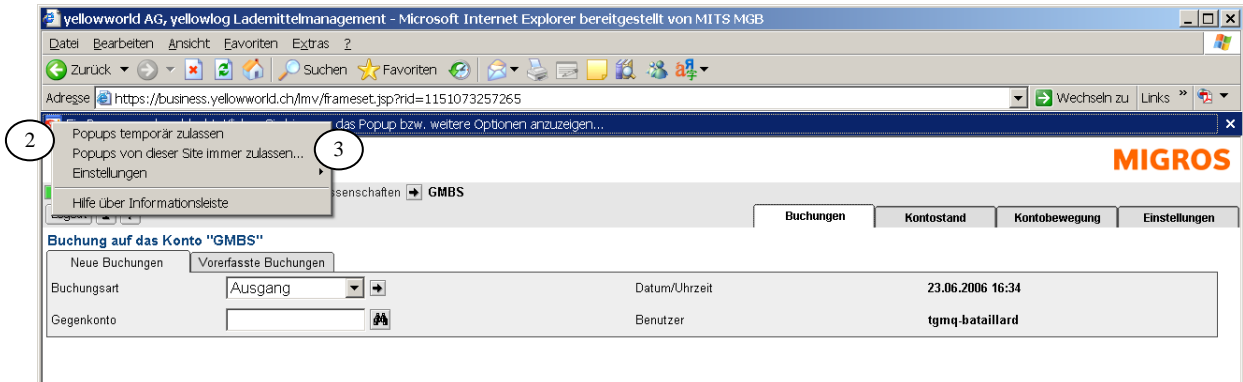 yellowworld AG, yellowlog Lademittelmanagement - Microsoft Internet Explorer bereitgestellt von MITS MGB
Datei Bearbeiten Ansicht Favoriten Extras ?
Zurück Suchen Favoriten
Adresse https://business.yellowworld.ch/lmv/frameset.jsp?rid=1151073257265 Wechseln zu Links »
das Popup bzw. weitere Optionen anzuzeigen...
2 Popups temporär zulassen
Popups von dieser Site immer zulassen... 3
Einstellungen
Hilfe über Informationsleiste
MIGROS
ssenschaften GMBS
Buchungen Kontostand Kontobewegung Einstellungen
Buchung auf das Konto "GMBS"
Neue Buchungen Vorerfasste Buchungen
Buchungsart Ausgang Datum/Uhrzeit 23.06.2006 16:34
Gegenkonto Benutzer tgmq-bataillard